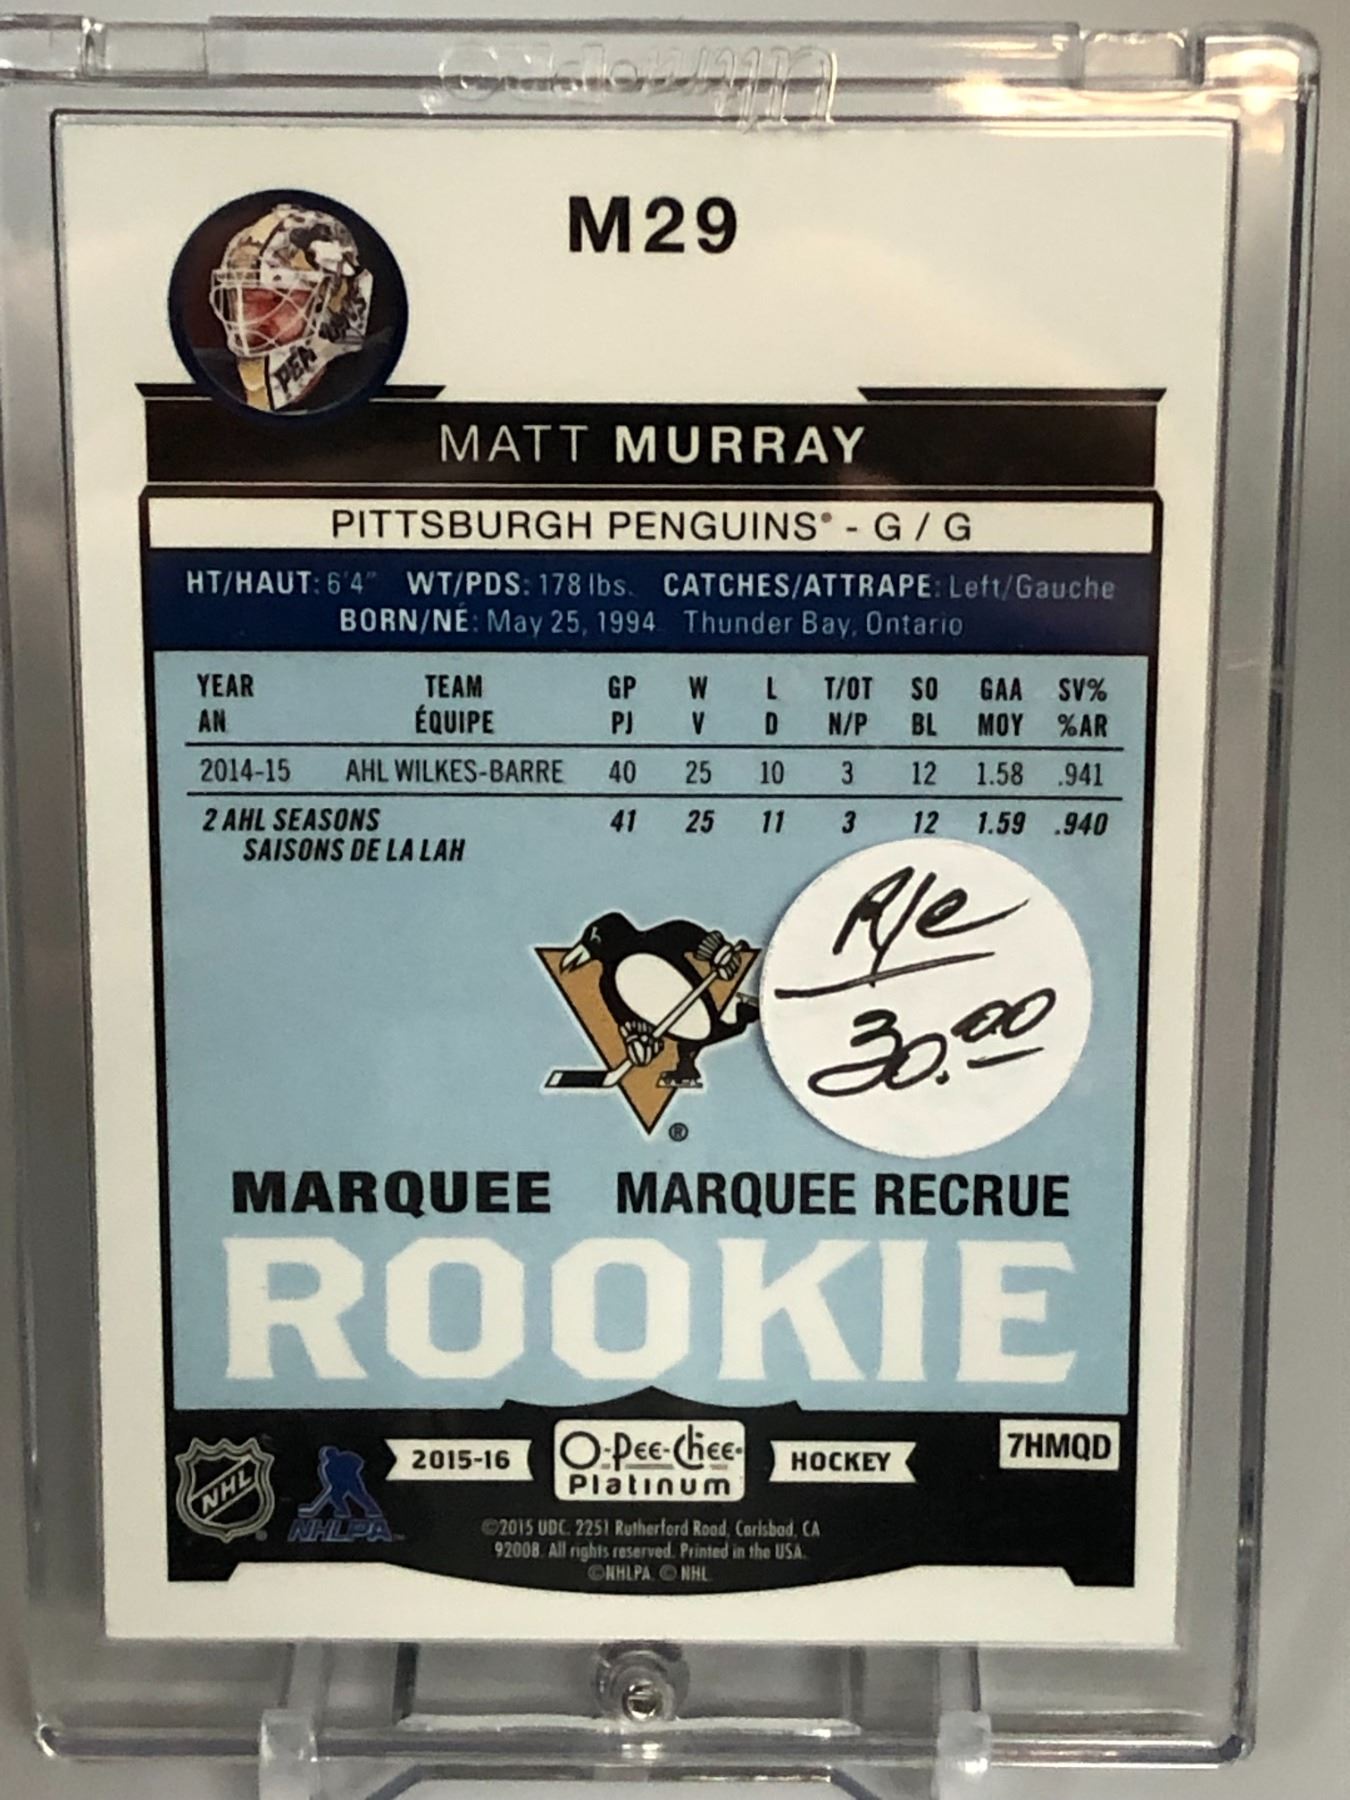 M29
PEN
MATT MURRAY
PITTSBURGH PENGUINS® - G / G
HT/HAUT: 6'4" WT/PDS: 178 lbs. CATCHES/ATTRAPE: Left/Gauche
BORN/NÉ: May 25, 1994 Thunder Bay, Ontario
YEAR TEAM GP W L T/OT SO GAA SV%
AN ÉQUIPE PJ V D N/P BL MOY %AR
2014-15 AHL WILKES-BARRE 40 25 10 3 12 1.58 .941
2 AHL SEASONS 41 25 11 3 12 1.59 .940
SAISONS DE LA LAH
R/e
30.00
®
MARQUEE MARQUEE RECRUE
ROOKIE
7HMQD
NHL NHLPA 2015-16 O-Pee-Chee® HOCKEY
Platinum
©2015 UDC. 2251 Rutherford Road, Carlsbad, CA
92008. All rights reserved. Printed in the USA.
©NHLPA. © NHL